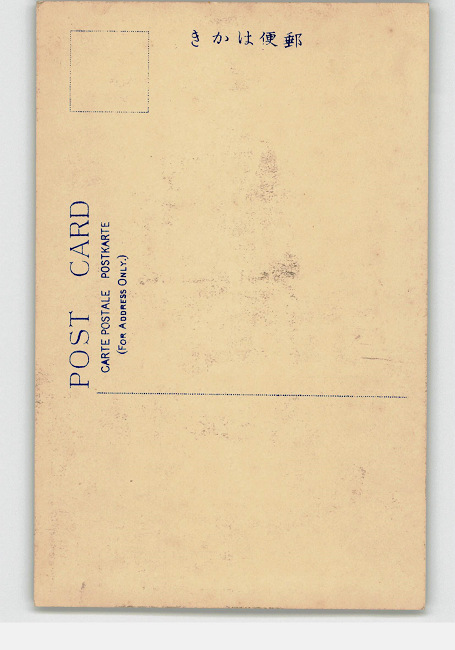 郵便はかき
POST CARD
CARTE POSTALE POSTKARTE
(FOR ADDRESS ONLY.)